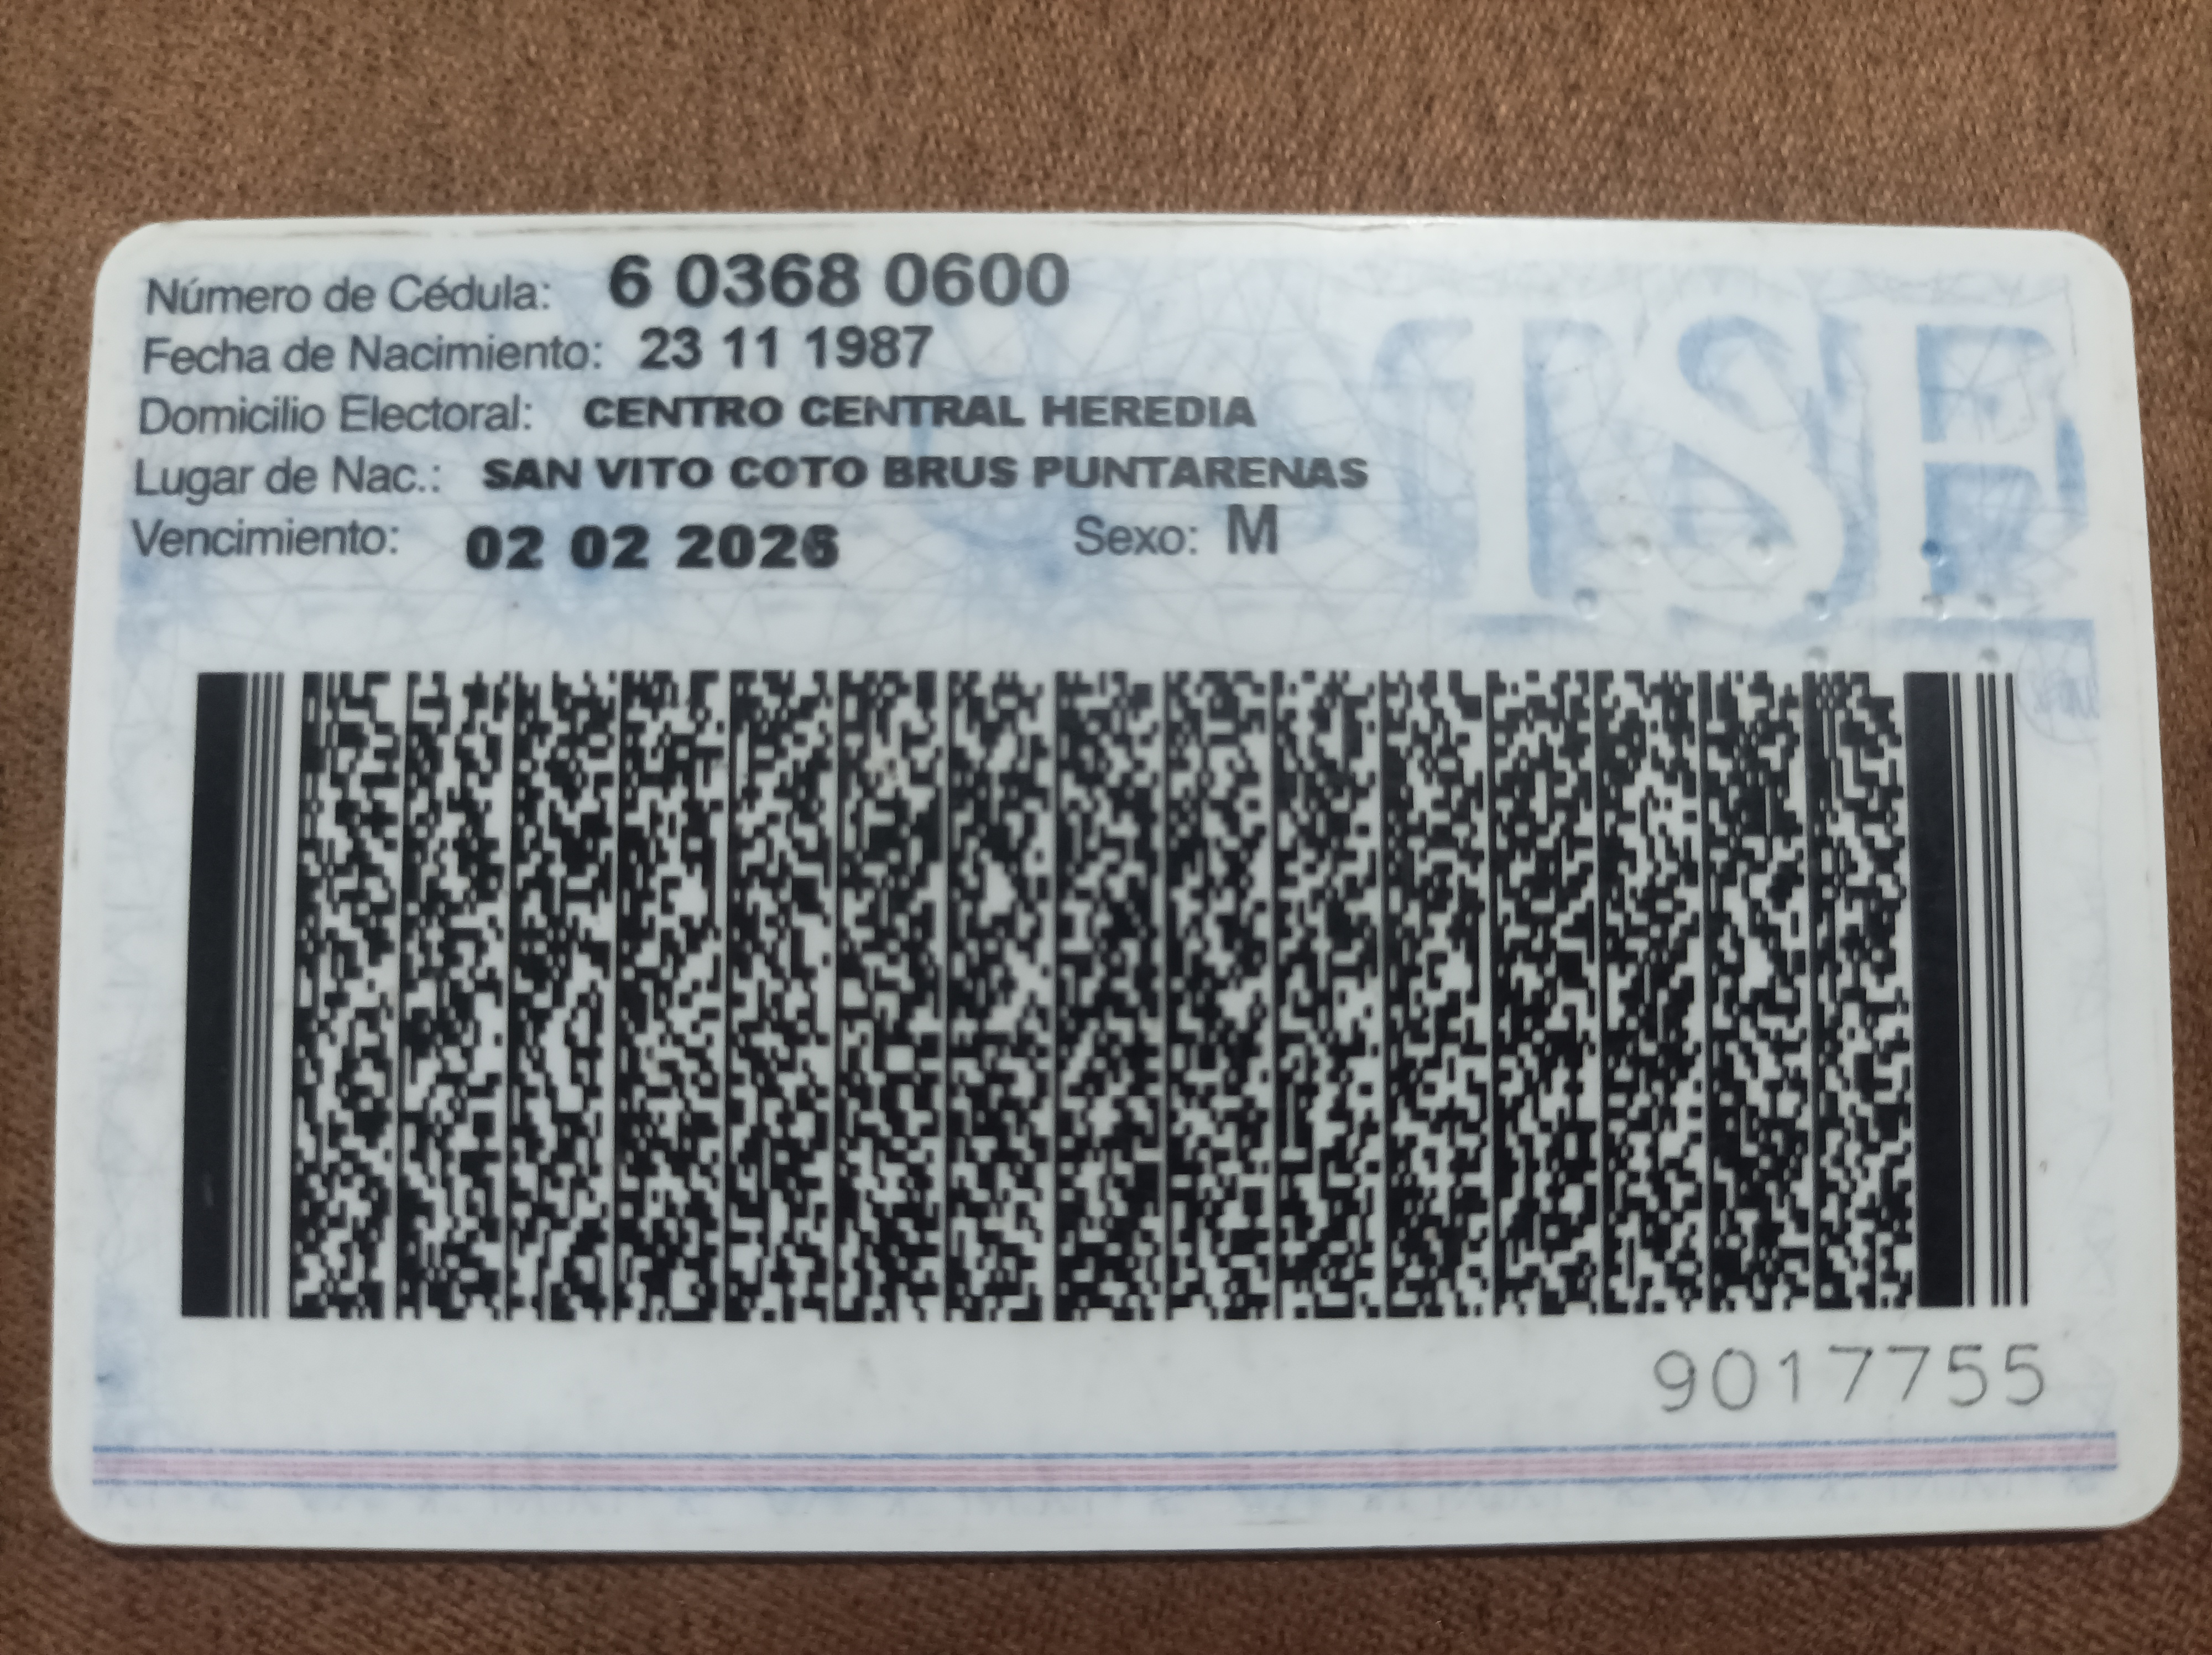 Número de Cédula: 6 0368 0600
Fecha de Nacimiento: 23 11 1987
Domicilio Electoral: CENTRO CENTRAL HEREDIA
Lugar de Nac.: SAN VITO COTO BRUS PUNTARENAS
Vencimiento: 02 02 2026 Sexo: M
TSE
9017755